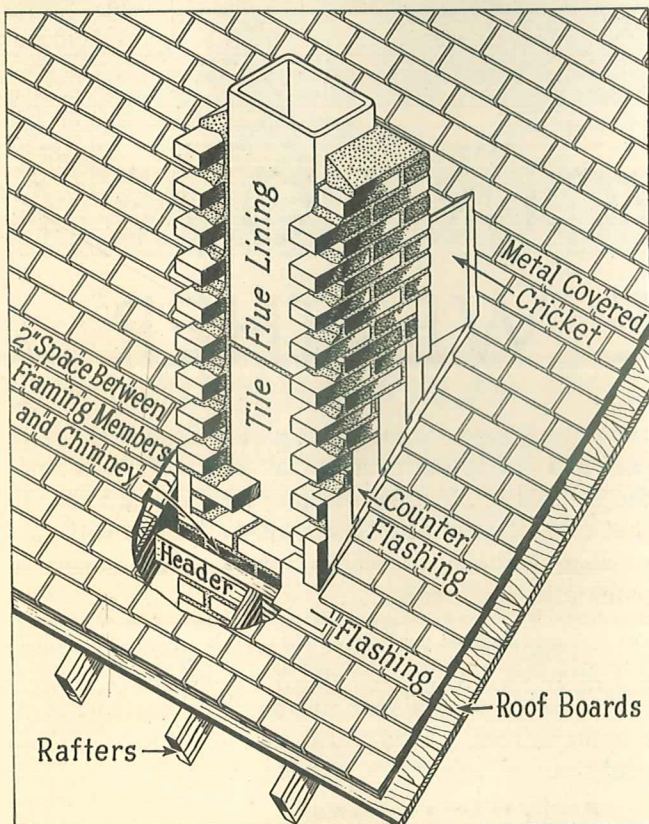 Tile Flue Lining
Metal Covered
Cricket
2" Space Between
Framing Members
and Chimney
Counter
Flashing
Header
Flashing
Roof Boards
Rafters